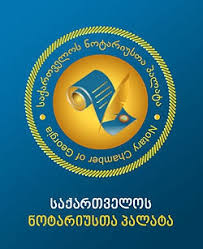 საქართველოს ნოტარიუსთა პალატა
Notary Chamber of Georgia
საქართველოს
ნოტარიუსთა პალატა